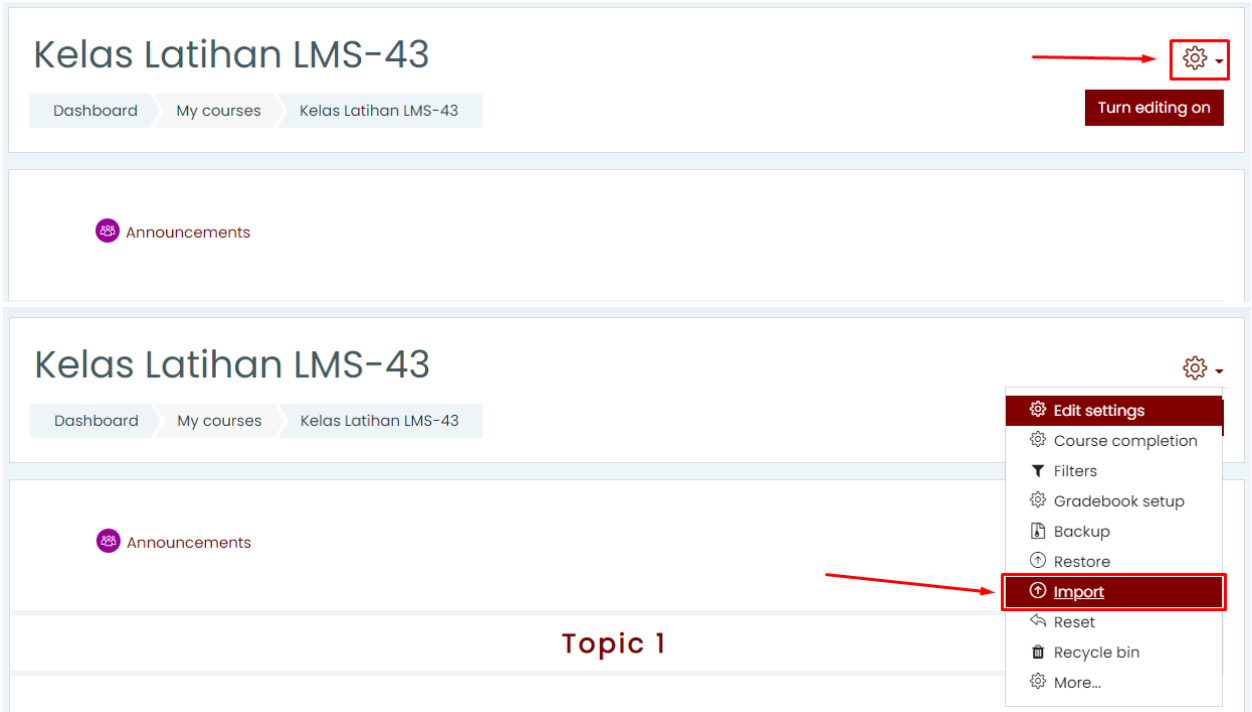 Kelas Latihan LMS-43
Dashboard My courses Kelas Latihan LMS-43
Turn editing on
Announcements
Kelas Latihan LMS-43
Dashboard My courses Kelas Latihan LMS-43
Edit settings
Course completion
Filters
Gradebook setup
Backup
Restore
Import
Reset
Recycle bin
More...
Announcements
Topic 1